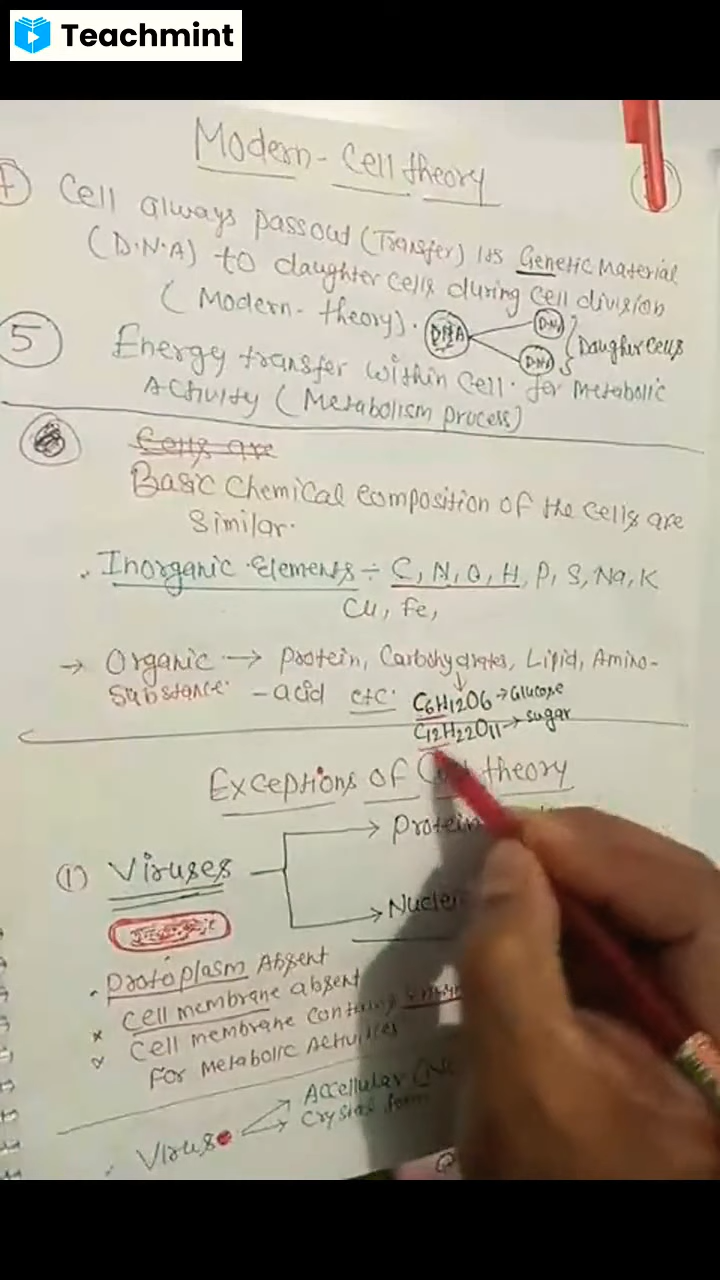 Teachmint
Modern - Cell theory
Cell always passout (Transfer) Its Genetic Material
(D.N.A) to daughter cells during cell division
(Modern - theory).
DNA
DNA
DNA
Daugher Cells
5 Energy transfer within cell. for Metabolic
Activity (Metabolism process)
Cells are
Basic chemical composition of the cells are
Similar.
Inorganic Elements ÷ C, N, O, H, P, S, Na, K
Cu, Fe,
→ Organic → Protein, Carbohydrates, Lipid, Amino-
Substance - acid etc.
C6H12O6 → Glucose
C12H22O11 → Sugar
Exceptions of theory
(1) Viruses
Protein
Protoplasm Absent
Cell membrane absent
Cell membrane
For Metabolic Activities
Virus
Accellular
Crystal form